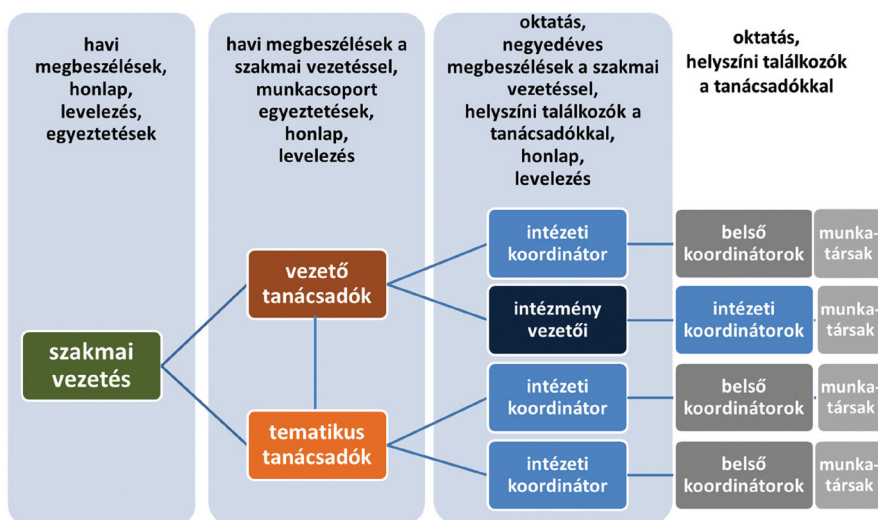 havi
megbeszélések,
honlap,
levelezés,
egyeztetések
havi megbeszélések a
szakmai vezetéssel,
munkacsoport
egyeztetések,
honlap,
levelezés
oktatás,
negyedéves
megbeszélések a szakmai
vezetéssel,
helyszíni találkozók a
tanácsadókkal,
honlap,
levelezés
oktatás,
helyszíni találkozók
a tanácsadókkal
szakmai
vezetés
vezető
tanácsadók
tematikus
tanácsadók
intézeti
koordinátor
belső
koordinátorok
munka-
társak
intézmény
vezetői
intézeti
koordinátorok
munka-
társak
intézeti
koordinátor
belső
koordinátorok
munka-
társak
intézeti
koordinátor
belső
koordinátorok
munka-
társak